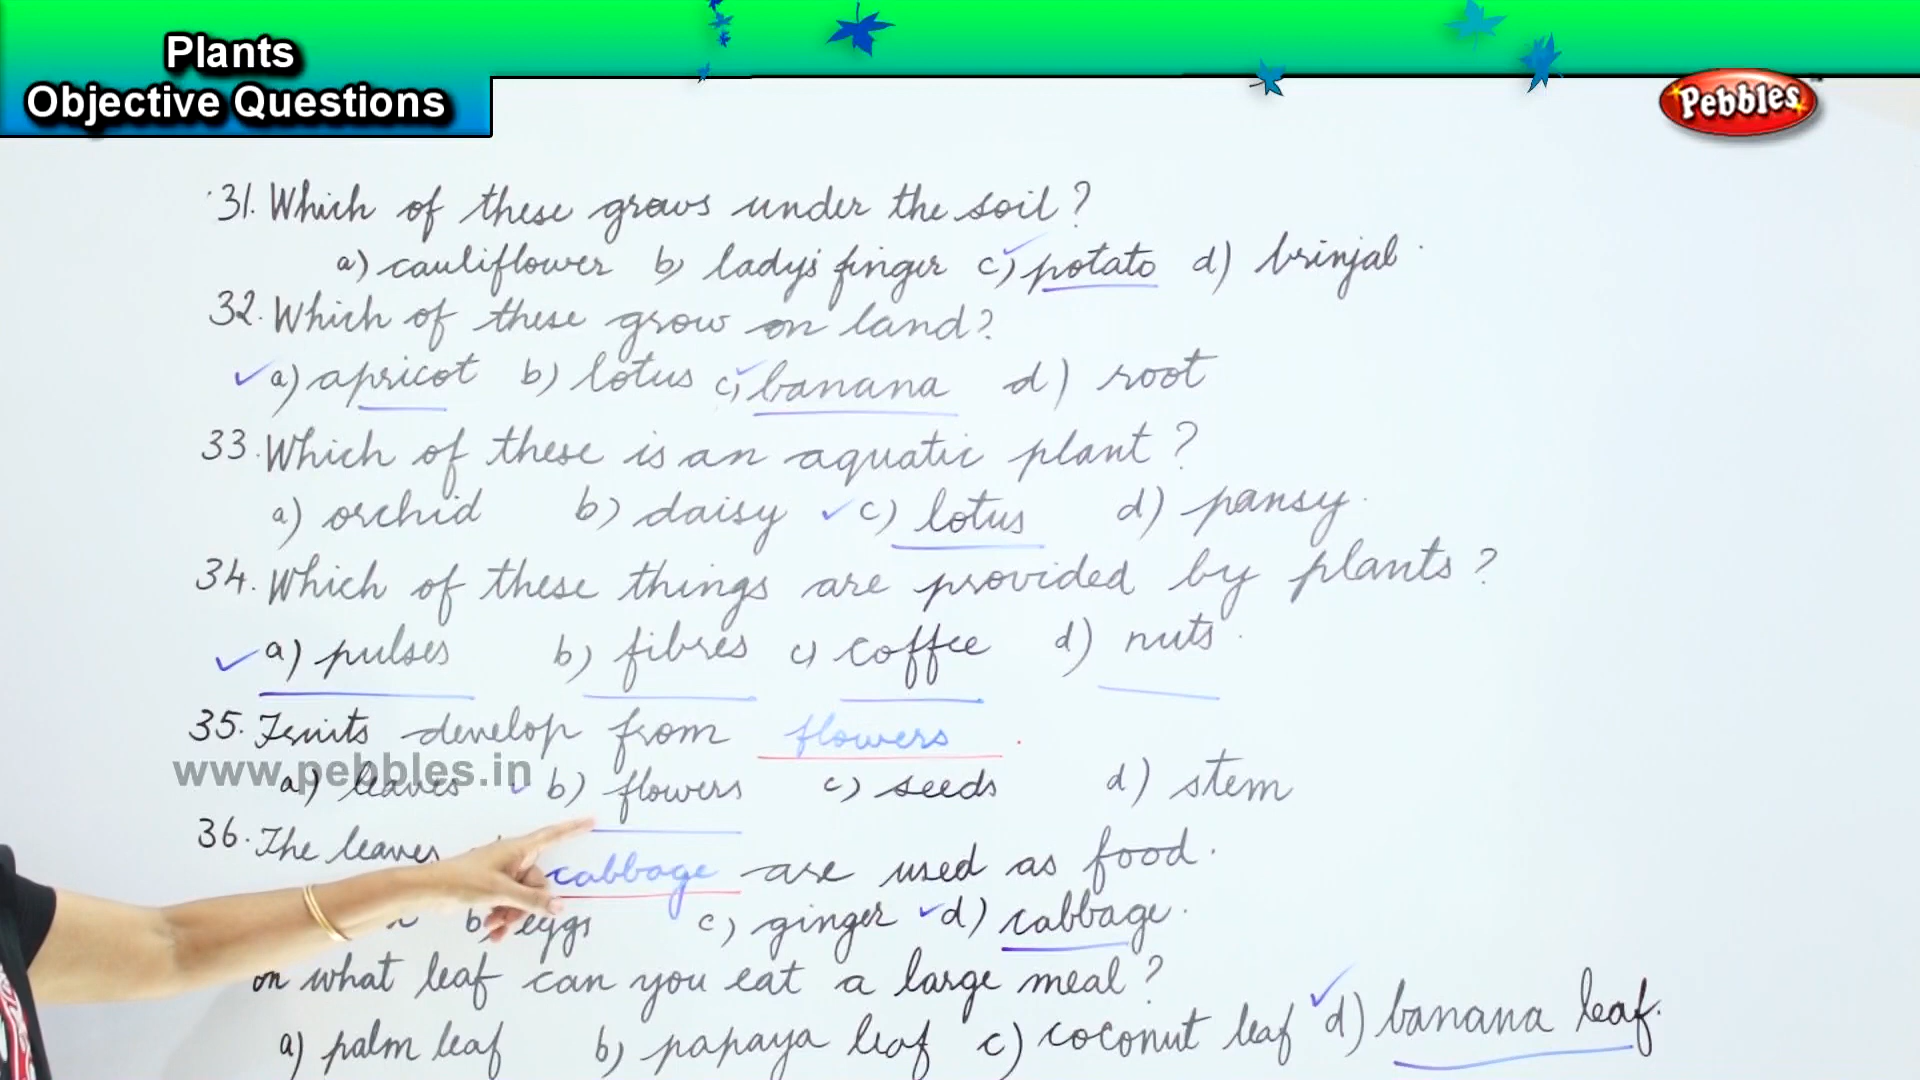 Plants
Objective Questions
Pebbles
31. Which of these grows under the soil?
a) cauliflower b) lady's finger c) potato d) brinjal
32. Which of these grow on land?
a) apricot b) lotus c) banana d) root
33. Which of these is an aquatic plant?
a) orchid b) daisy c) lotus d) pansy.
34. Which of these things are provided by plants?
a) pulses b) fibres c) coffee d) nuts.
35. Fruits develop from flowers.
www.pebbles.in
a) leaves b) flowers c) seeds d) stem
36. The leaves cabbage are used as food.
b) eggs c) ginger d) cabbage.
on what leaf can you eat a large meal?
a) palm leaf b) papaya leaf c) coconut leaf d) banana leaf.